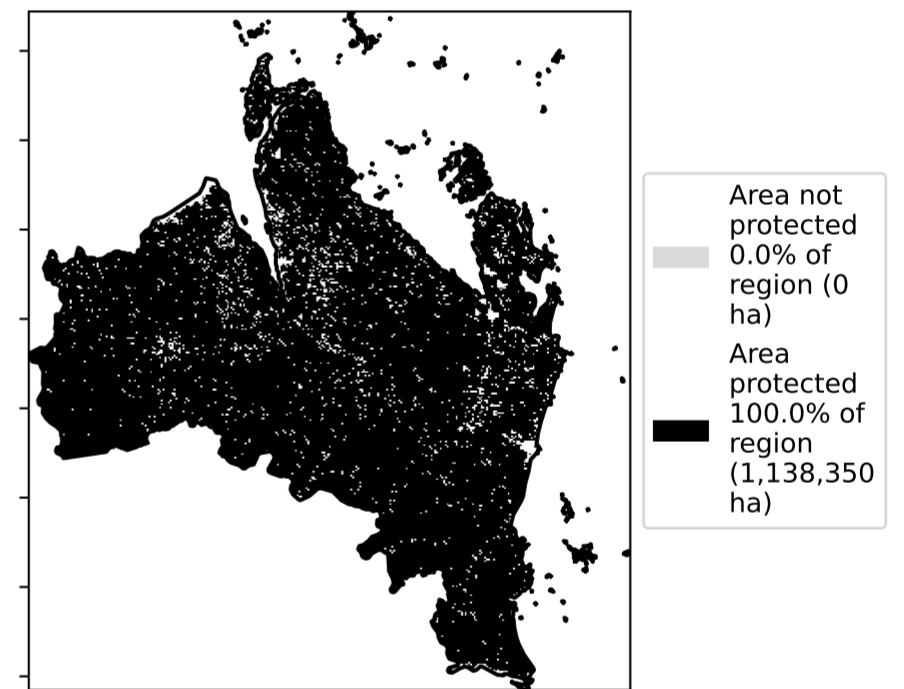 Area not
protected
0.0% of
region (0
ha)
Area
protected
100.0% of
region
(1,138,350
ha)